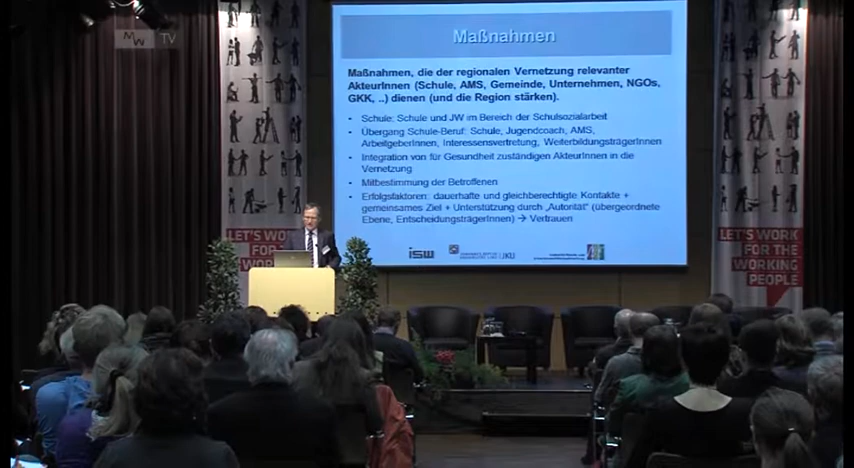 MW TV
Maßnahmen
Maßnahmen, die der regionalen Vernetzung relevanter
AkteurInnen (Schule, AMS, Gemeinde, Unternehmen, NGOs,
GKK, ..) dienen (und die Region stärken).
• Schule: Schule und JW im Bereich der Schulsozialarbeit
• Übergang Schule-Beruf: Schule, Jugendcoach, AMS,
ArbeitgeberInnen, Interessensvertretung, WeiterbildungsträgerInnen
• Integration von für Gesundheit zuständigen AkteurInnen in die
Vernetzung
• Mitbestimmung der Betroffenen
• Erfolgsfaktoren: dauerhafte und gleichberechtigte Kontakte +
gemeinsames Ziel + Unterstützung durch „Autorität" (übergeordnete
Ebene, EntscheidungsträgerInnen) → Vertrauen
isw
JKU
LET'S WORK
FOR
WORK
LET'S WORK
FOR THE
WORKING
PEOPLE